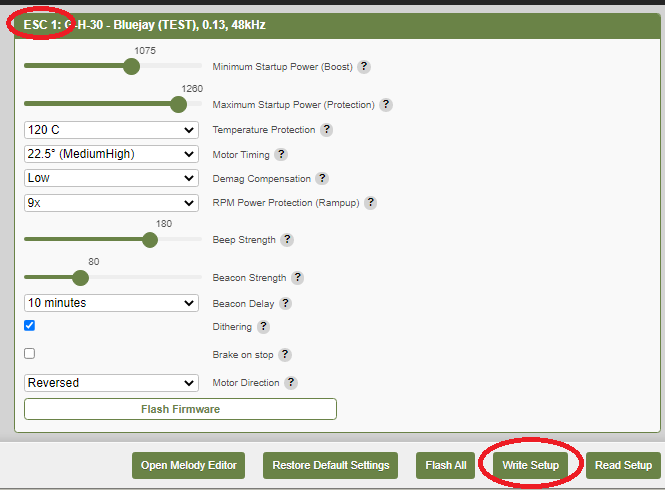 ESC 1: G-H-30 - Bluejay (TEST), 0.13, 48kHz
1075
Minimum Startup Power (Boost) ?
1260
Maximum Startup Power (Protection) ?
120 C Temperature Protection ?
22.5° (MediumHigh) Motor Timing ?
Low Demag Compensation ?
9x RPM Power Protection (Rampup) ?
180
Beep Strength ?
80
Beacon Strength ?
10 minutes Beacon Delay ?
Dithering ?
Brake on stop ?
Reversed Motor Direction ?
Flash Firmware
Open Melody Editor Restore Default Settings Flash All Write Setup Read Setup